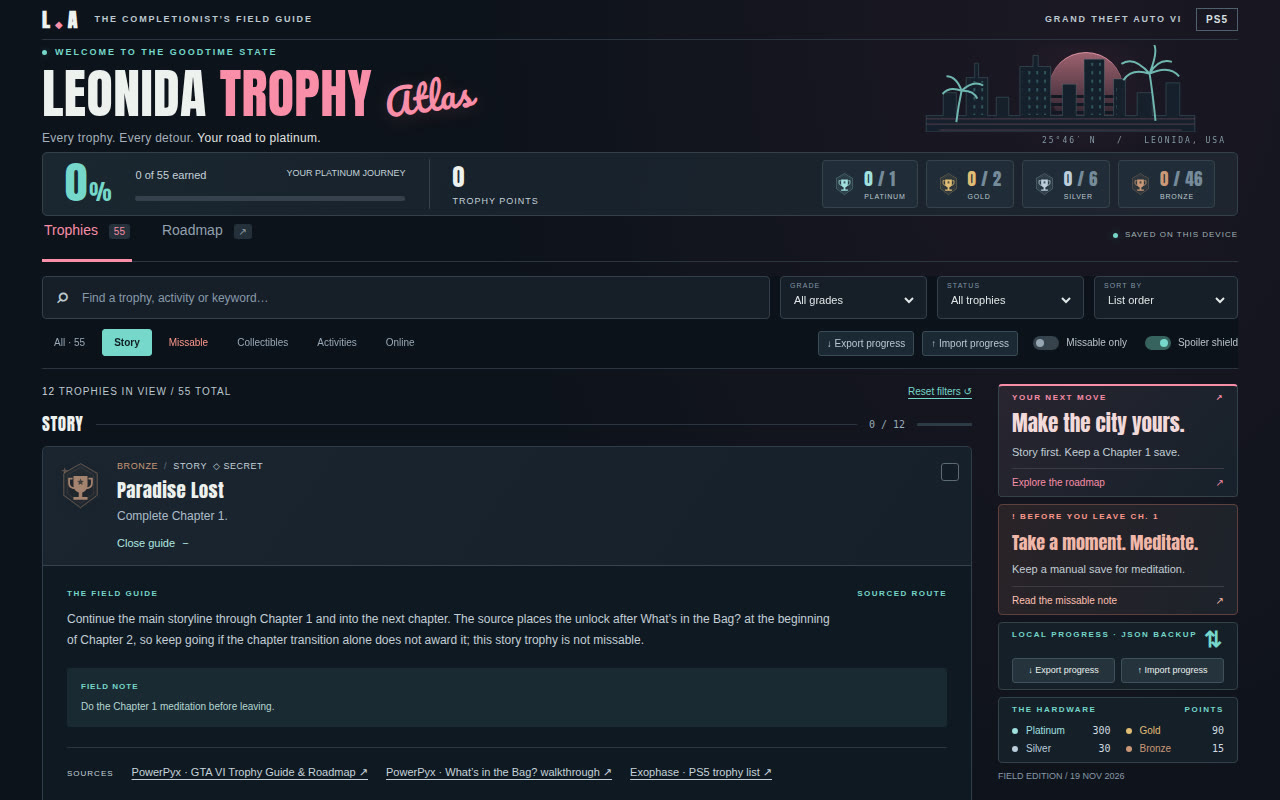 L◆A THE COMPLETIONIST'S FIELD GUIDE GRAND THEFT AUTO VI PS5
WELCOME TO THE GOODTIME STATE
LEONIDA TROPHY Atlas
Every trophy. Every detour. Your road to platinum.
25°46′ N / LEONIDA, USA
0% 0 of 55 earned YOUR PLATINUM JOURNEY
0 TROPHY POINTS
0 / 1 PLATINUM
0 / 2 GOLD
0 / 6 SILVER
0 / 46 BRONZE
Trophies 55 Roadmap ↗ SAVED ON THIS DEVICE
Find a trophy, activity or keyword…
GRADE All grades
STATUS All trophies
SORT BY List order
All · 55 Story Missable Collectibles Activities Online ↓ Export progress ↑ Import progress Missable only Spoiler shield
12 TROPHIES IN VIEW / 55 TOTAL Reset filters ↺
STORY 0 / 12
BRONZE / STORY ◇ SECRET
Paradise Lost
Complete Chapter 1.
Close guide −
THE FIELD GUIDE SOURCED ROUTE
Continue the main storyline through Chapter 1 and into the next chapter. The source places the unlock after What's in the Bag? at the beginning
of Chapter 2, so keep going if the chapter transition alone does not award it; this story trophy is not missable.
FIELD NOTE
Do the Chapter 1 meditation before leaving.
SOURCES PowerPyx · GTA VI Trophy Guide & Roadmap ↗ PowerPyx · What's in the Bag? walkthrough ↗ Exophase · PS5 trophy list ↗
YOUR NEXT MOVE ↗
Make the city yours.
Story first. Keep a Chapter 1 save.
Explore the roadmap ↗
! BEFORE YOU LEAVE CH. 1
Take a moment. Meditate.
Keep a manual save for meditation.
Read the missable note ↗
LOCAL PROGRESS · JSON BACKUP ⇅
↓ Export progress ↑ Import progress
THE HARDWARE POINTS
Platinum 300 Gold 90
Silver 30 Bronze 15
FIELD EDITION / 19 NOV 2026